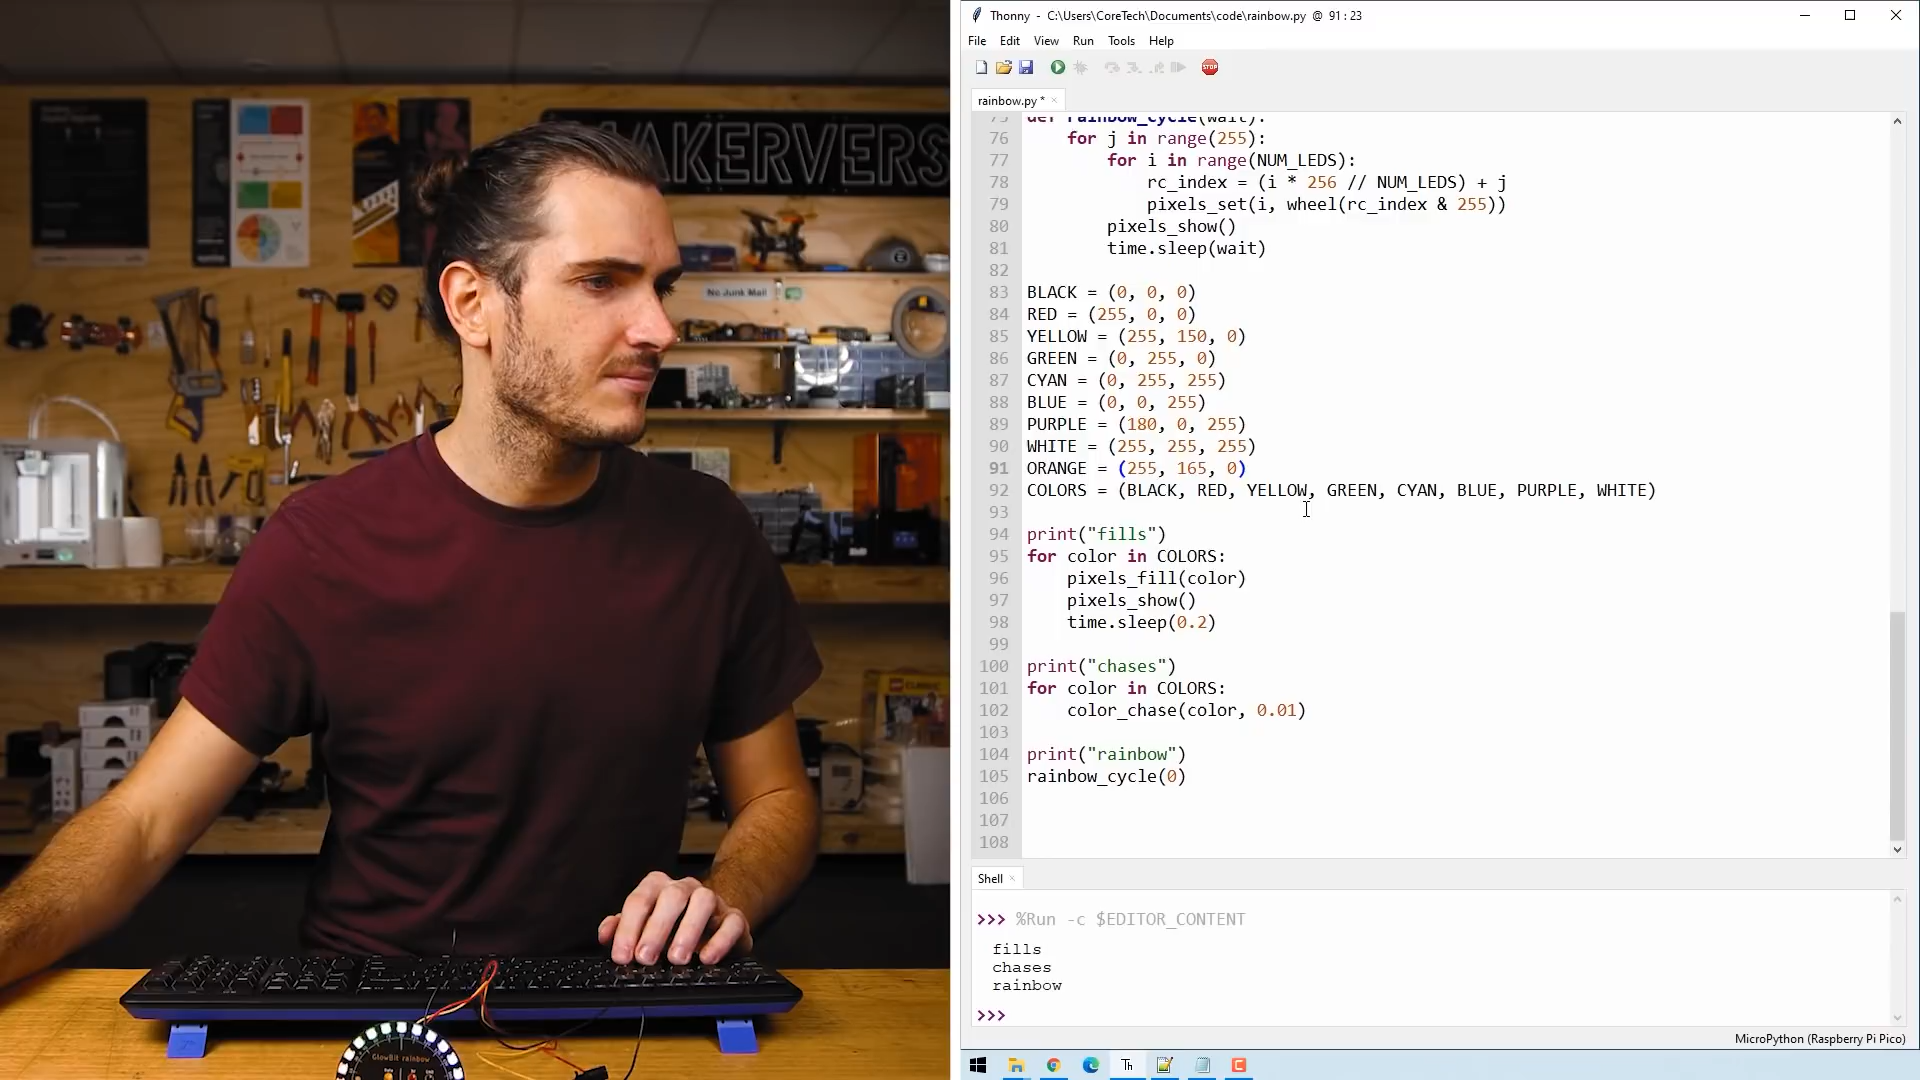 Thonny - C:\Users\CoreTech\Documents\code\rainbow.py @ 91:23
File Edit View Run Tools Help
STOP
rainbow.py *
75 def rainbow_cycle(wait):
76 for j in range(255):
77 for i in range(NUM_LEDS):
78 rc_index = (i * 256 // NUM_LEDS) + j
79 pixels_set(i, wheel(rc_index & 255))
80 pixels_show()
81 time.sleep(wait)
82
83 BLACK = (0, 0, 0)
84 RED = (255, 0, 0)
85 YELLOW = (255, 150, 0)
86 GREEN = (0, 255, 0)
87 CYAN = (0, 255, 255)
88 BLUE = (0, 0, 255)
89 PURPLE = (180, 0, 255)
90 WHITE = (255, 255, 255)
91 ORANGE = (255, 165, 0)
92 COLORS = (BLACK, RED, YELLOW, GREEN, CYAN, BLUE, PURPLE, WHITE)
93
94 print("fills")
95 for color in COLORS:
96 pixels_fill(color)
97 pixels_show()
98 time.sleep(0.2)
99
100 print("chases")
101 for color in COLORS:
102 color_chase(color, 0.01)
103
104 print("rainbow")
105 rainbow_cycle(0)
106
107
108
Shell
>>> %Run -c $EDITOR_CONTENT
fills
chases
rainbow
>>>
MicroPython (Raspberry Pi Pico)
Th
AKERVERS
No Junk Mail
GlowBit rainbow